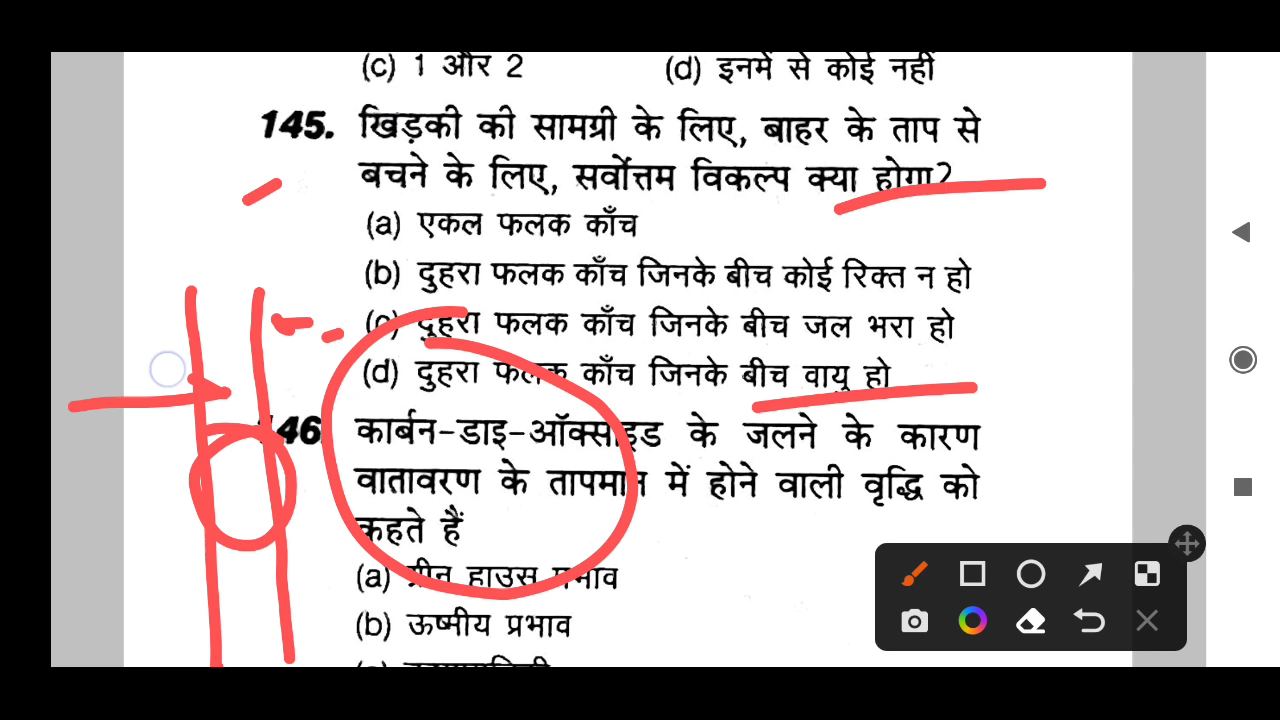 (c) 1 और 2 (d) इनमें से कोई नहीं
145. खिड़की की सामग्री के लिए, बाहर के ताप से
बचने के लिए, सर्वोत्तम विकल्प क्या होगा?
(a) एकल फलक काँच
(b) दुहरा फलक काँच जिनके बीच कोई रिक्त न हो
(c) दुहरा फलक काँच जिनके बीच जल भरा हो
(d) दुहरा फलक काँच जिनके बीच वायु हो
146 कार्बन-डाइ-ऑक्साइड के जलने के कारण
वातावरण के तापमान में होने वाली वृद्धि को
कहते हैं
(a) ग्रीन हाउस प्रभाव
(b) ऊष्मीय प्रभाव